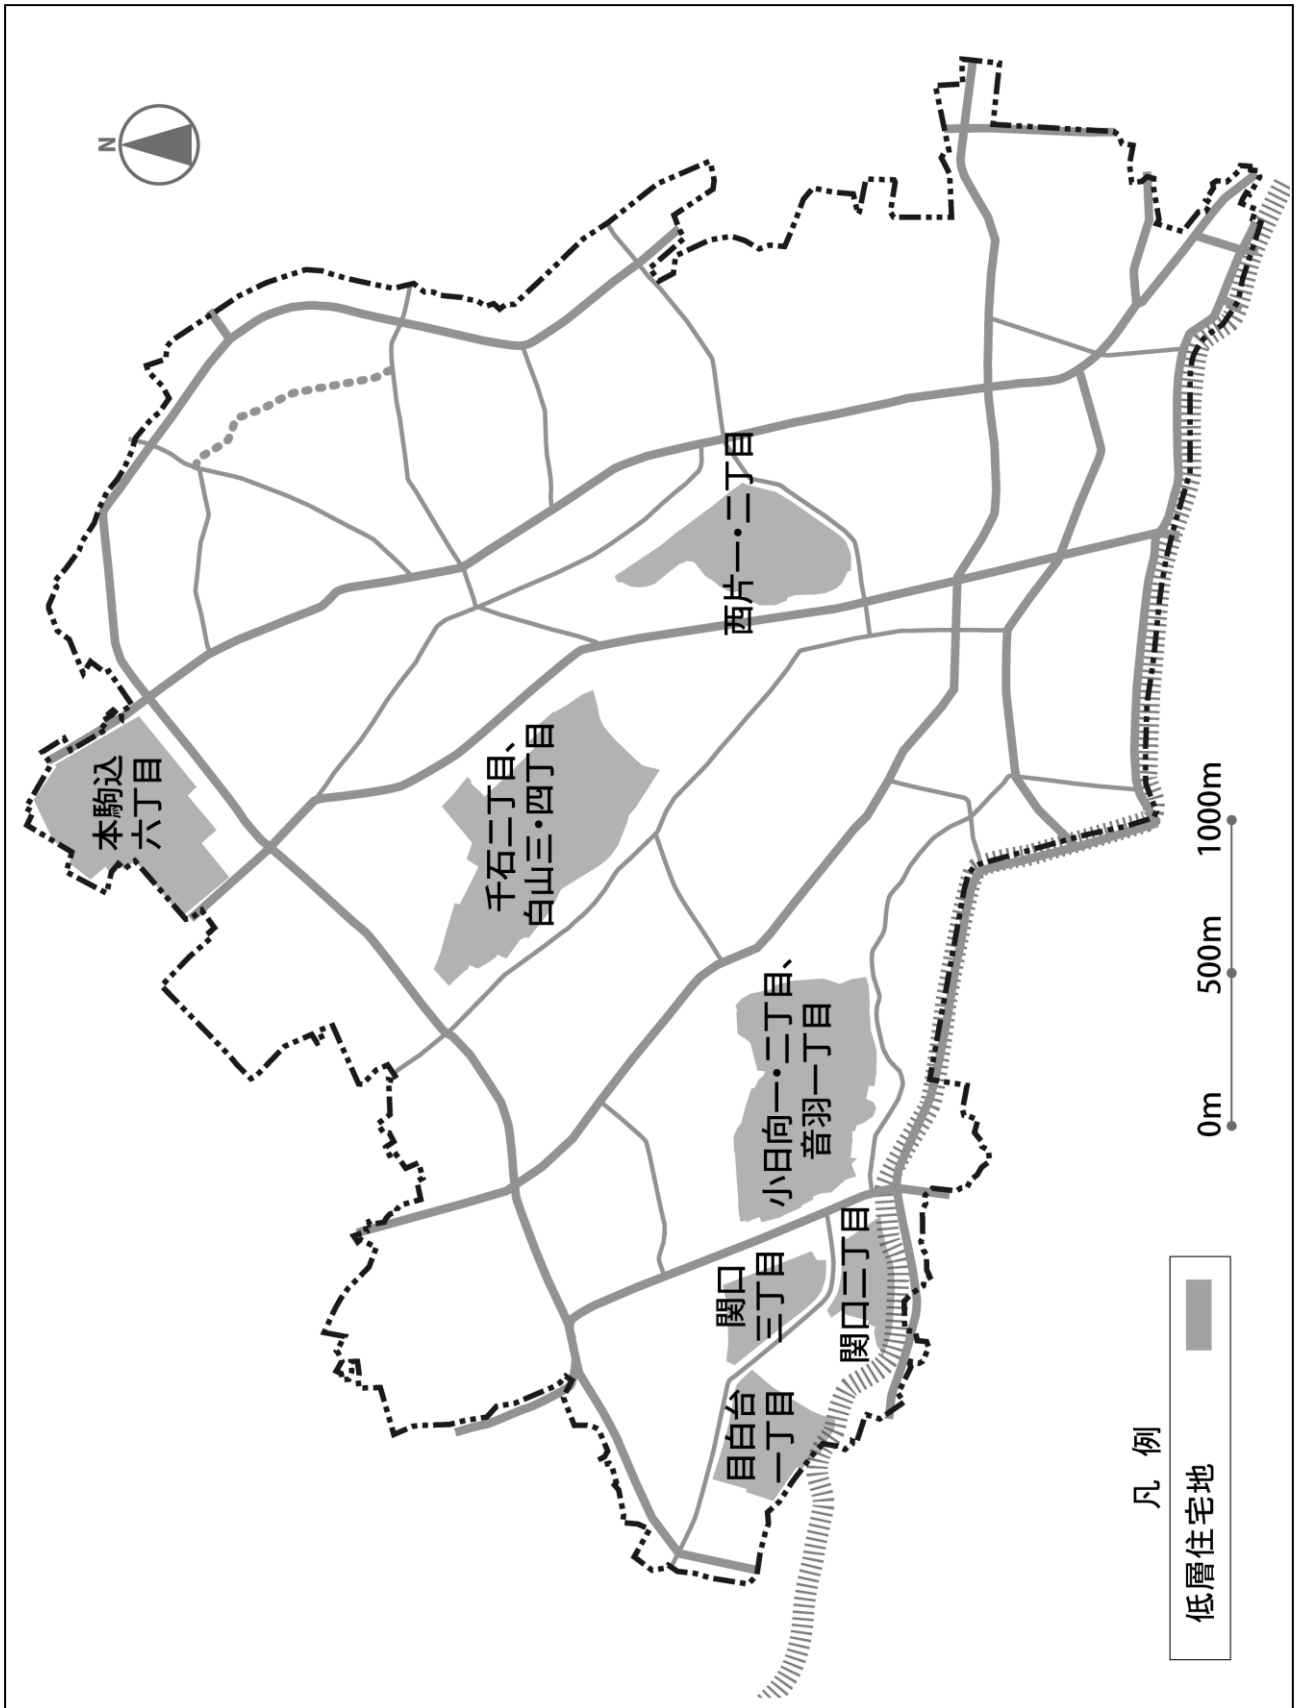 N
本駒込
六丁目
千石二丁目、
白山三・四丁目
西片一・二丁目
小日向一・二丁目、
音羽一丁目
関口
三丁目
関口二丁目
目白台
一丁目
凡 例
低層住宅地
0m 500m 1000m